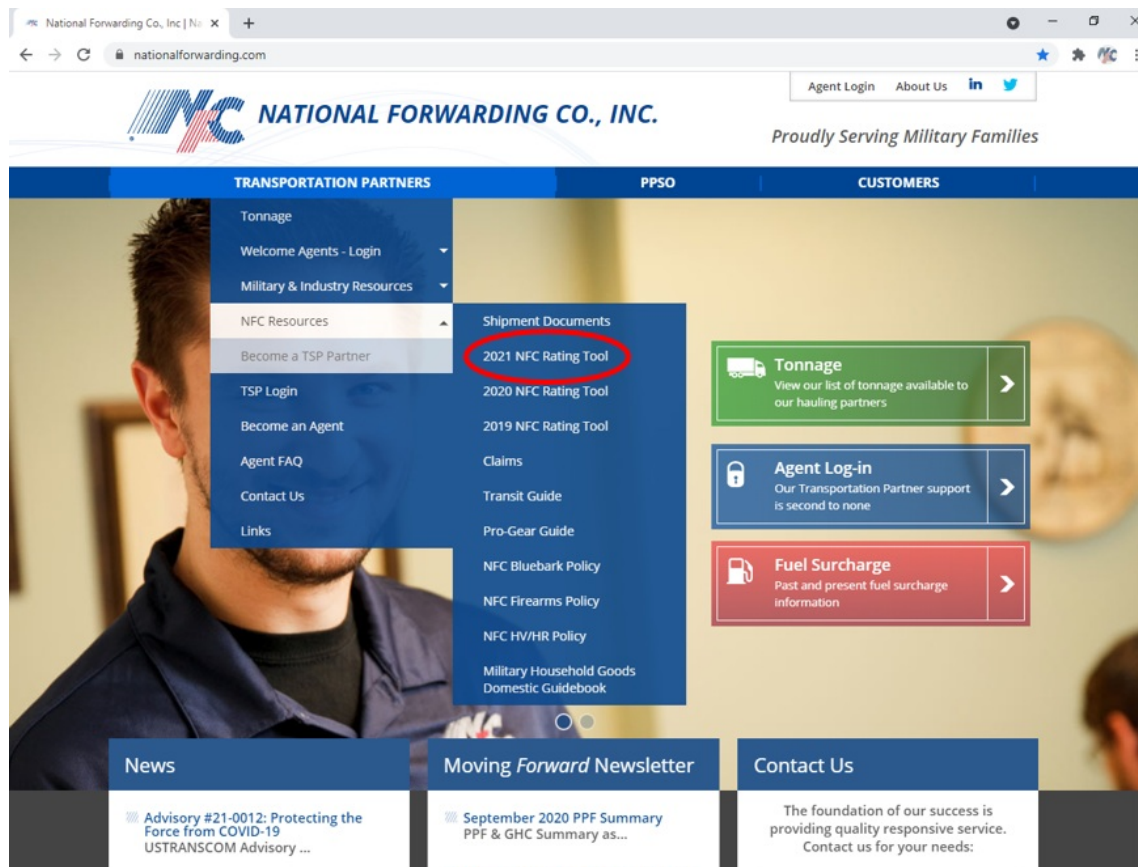 National Forwarding Co., Inc | Na
nationalforwarding.com
NFC
NATIONAL FORWARDING CO., INC.
Agent Login About Us in
Proudly Serving Military Families
TRANSPORTATION PARTNERS PPSO CUSTOMERS
Tonnage
Welcome Agents - Login
Military & Industry Resources
NFC Resources
Become a TSP Partner
TSP Login
Become an Agent
Agent FAQ
Contact Us
Links
Shipment Documents
2021 NFC Rating Tool
2020 NFC Rating Tool
2019 NFC Rating Tool
Claims
Transit Guide
Pro-Gear Guide
NFC Bluebark Policy
NFC Firearms Policy
NFC HV/HR Policy
Military Household Goods
Domestic Guidebook
Tonnage
View our list of tonnage available to
our hauling partners
Agent Log-in
Our Transportation Partner support
is second to none
Fuel Surcharge
Past and present fuel surcharge
information
News
Advisory #21-0012: Protecting the
Force from COVID-19
USTRANSCOM Advisory ...
Moving Forward Newsletter
September 2020 PPF Summary
PPF & GHC Summary as...
Contact Us
The foundation of our success is
providing quality responsive service.
Contact us for your needs: